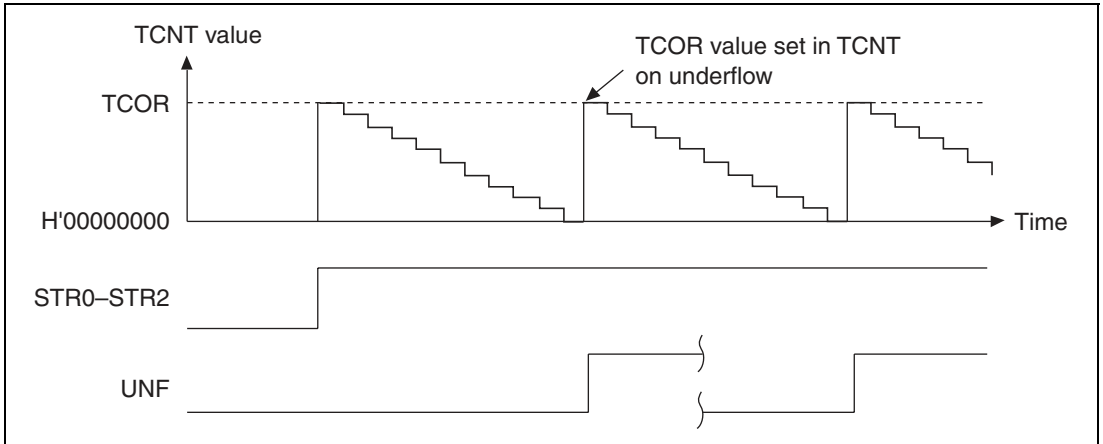 TCNT value
TCOR value set in TCNT
on underflow
TCOR
H'00000000
Time
STR0–STR2
UNF